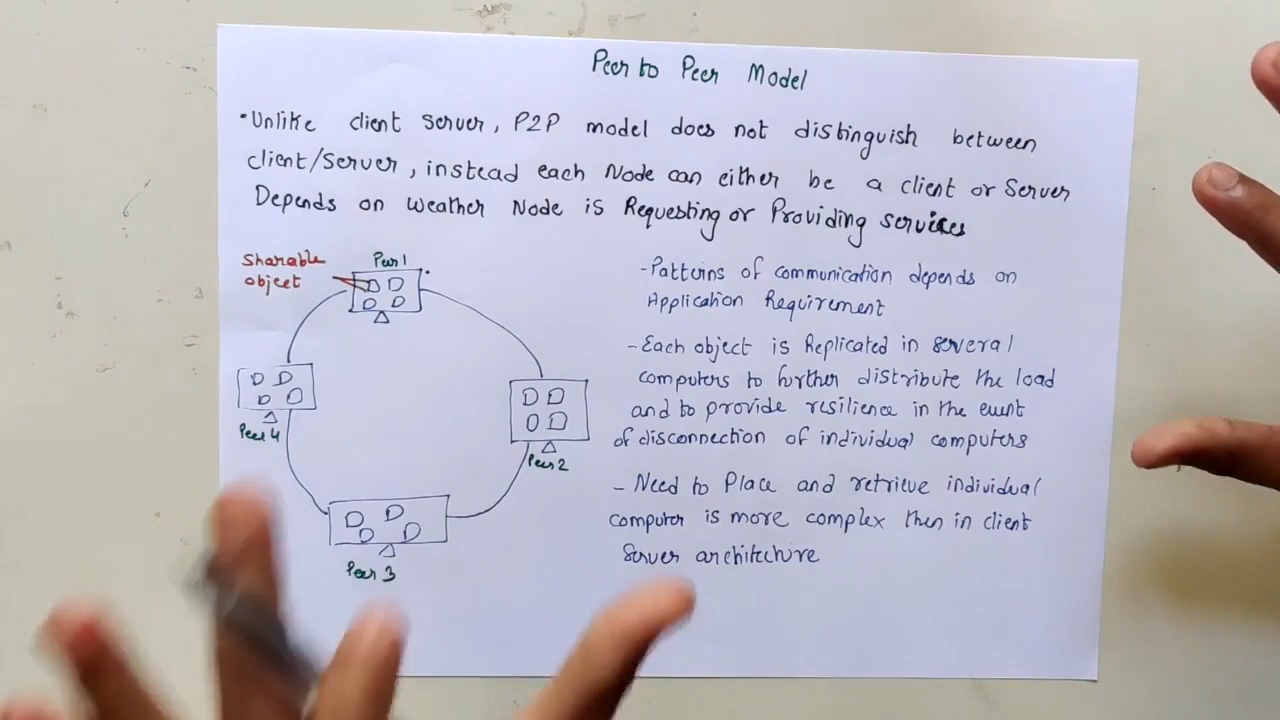 Peer to Peer Model
•Unlike client server, P2P model does not distinguish between
client/server, instead each Node can either be a client or Server
Depends on weather Node is Requesting or Providing services
Sharable
object
Peer 1
Peer 4
Peer 2
Peer 3
-Patterns of communication depends on
Application Requirement
-Each object is Replicated in several
computers to further distribute the load
and to provide resilience in the event
of disconnection of individual computers
- Need to Place and retrieve individual
computer is more complex then in client
Server architecture